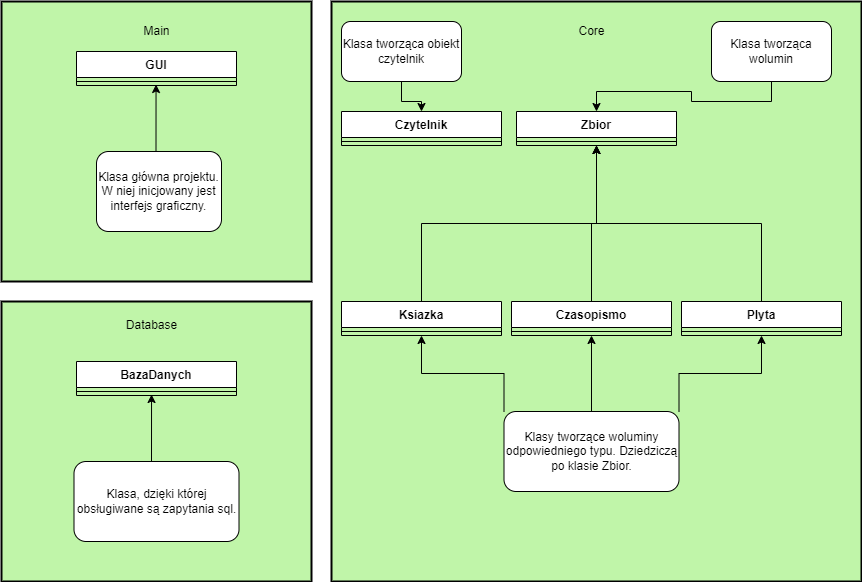 Main
GUI
Klasa główna projektu.
W niej inicjowany jest
interfejs graficzny.
Database
BazaDanych
Klasa, dzięki której
obsługiwane są zapytania sql.
Core
Klasa tworząca obiekt
czytelnik
Klasa tworząca
wolumin
Czytelnik
Zbior
Ksiazka
Czasopismo
Plyta
Klasy tworzące woluminy
odpowiedniego typu. Dziedziczą
po klasie Zbior.